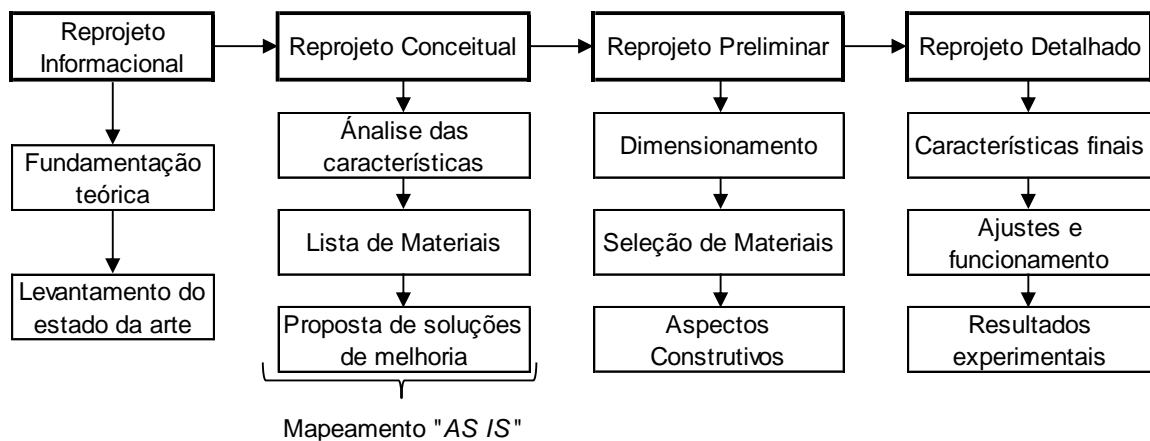 Reprojeto
Informacional
Reprojeto Conceitual
Reprojeto Preliminar
Reprojeto Detalhado
Fundamentação
teórica
Levantamento do
estado da arte
Ánalise das
características
Lista de Materiais
Proposta de soluções
de melhoria
Mapeamento "AS IS"
Dimensionamento
Seleção de Materiais
Aspectos
Construtivos
Características finais
Ajustes e
funcionamento
Resultados
experimentais